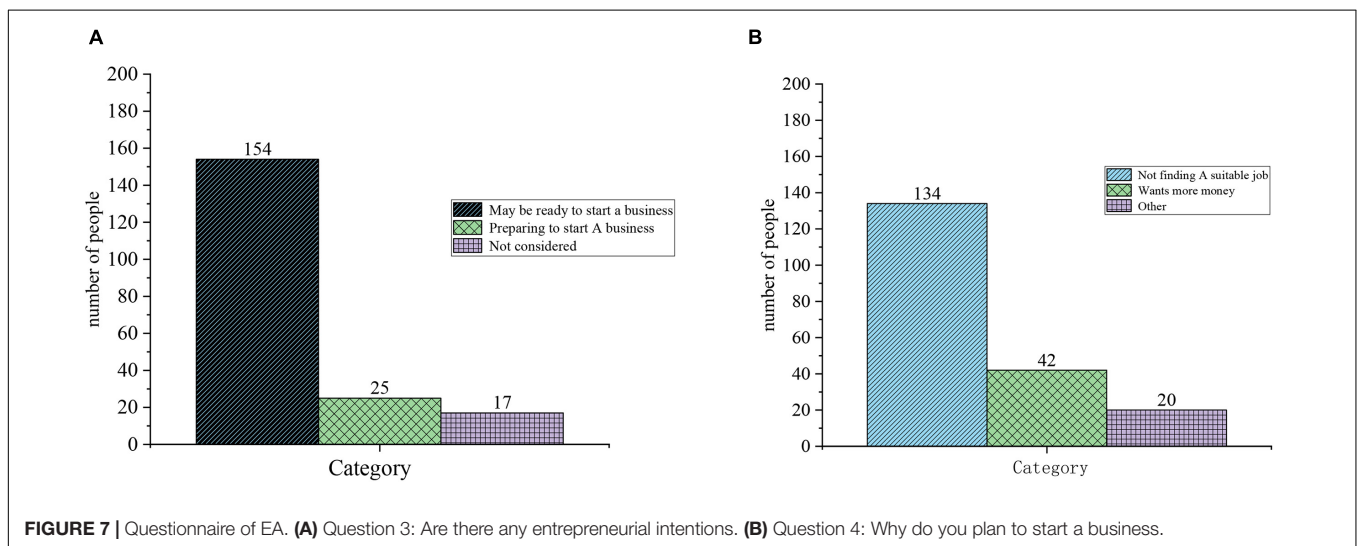 A
200
180
160
140
120
100
80
60
40
20
0
number of people
154
25
17
May be ready to start a business
Preparing to start A business
Not considered
Category
B
200
180
160
140
120
100
80
60
40
20
0
number of people
134
42
20
Not finding A suitable job
Wants more money
Other
Category
FIGURE 7 | Questionnaire of EA. (A) Question 3: Are there any entrepreneurial intentions. (B) Question 4: Why do you plan to start a business.